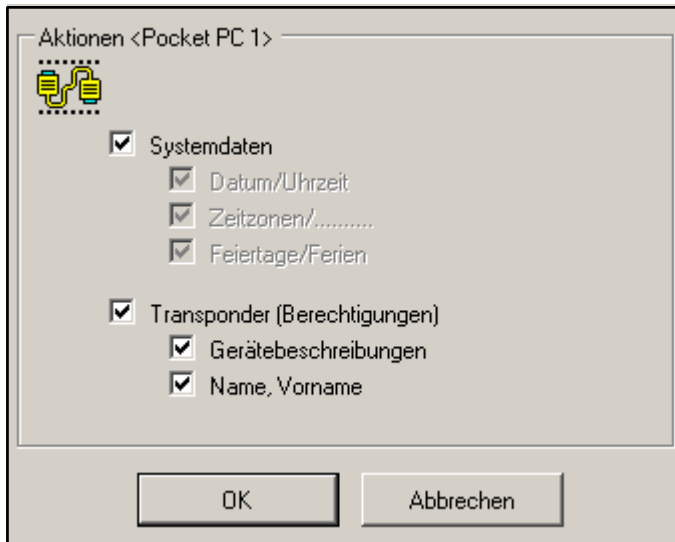 Aktionen <Pocket PC 1>
Systemdaten
Datum/Uhrzeit
Zeitzonen/..........
Feiertage/Ferien
Transponder (Berechtigungen)
Gerätebeschreibungen
Name, Vorname
OK
Abbrechen